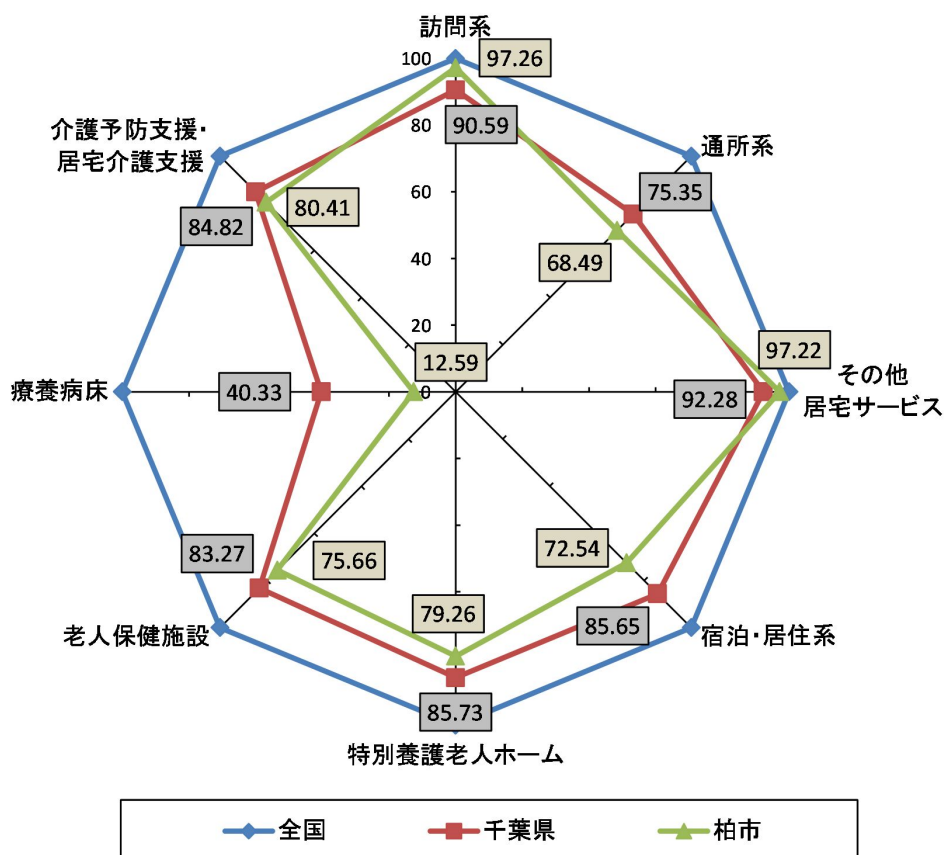 訪問系
100
97.26
80
90.59
介護予防支援・
居宅介護支援
通所系
75.35
60
80.41
84.82
68.49
40
20
12.59
97.22
療養病床
40.33
0
92.28
その他
居宅サービス
83.27
75.66
72.54
79.26
85.65
老人保健施設
宿泊・居住系
85.73
特別養護老人ホーム
全国
千葉県
柏市